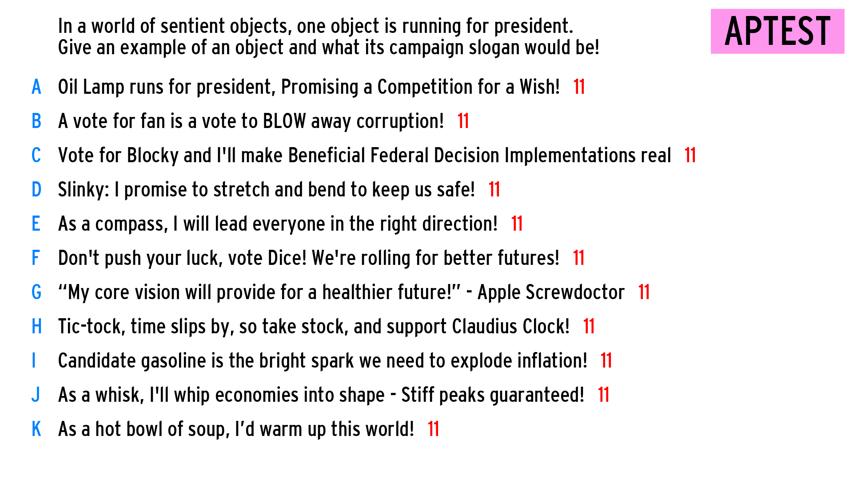 In a world of sentient objects, one object is running for president.
Give an example of an object and what its campaign slogan would be!
APTEST
A Oil Lamp runs for president, Promising a Competition for a Wish! 11
B A vote for fan is a vote to BLOW away corruption! 11
C Vote for Blocky and I'll make Beneficial Federal Decision Implementations real 11
D Slinky: I promise to stretch and bend to keep us safe! 11
E As a compass, I will lead everyone in the right direction! 11
F Don't push your luck, vote Dice! We're rolling for better futures! 11
G “My core vision will provide for a healthier future!” - Apple Screwdoctor 11
H Tic-tock, time slips by, so take stock, and support Claudius Clock! 11
I Candidate gasoline is the bright spark we need to explode inflation! 11
J As a whisk, I'll whip economies into shape - Stiff peaks guaranteed! 11
K As a hot bowl of soup, I’d warm up this world! 11